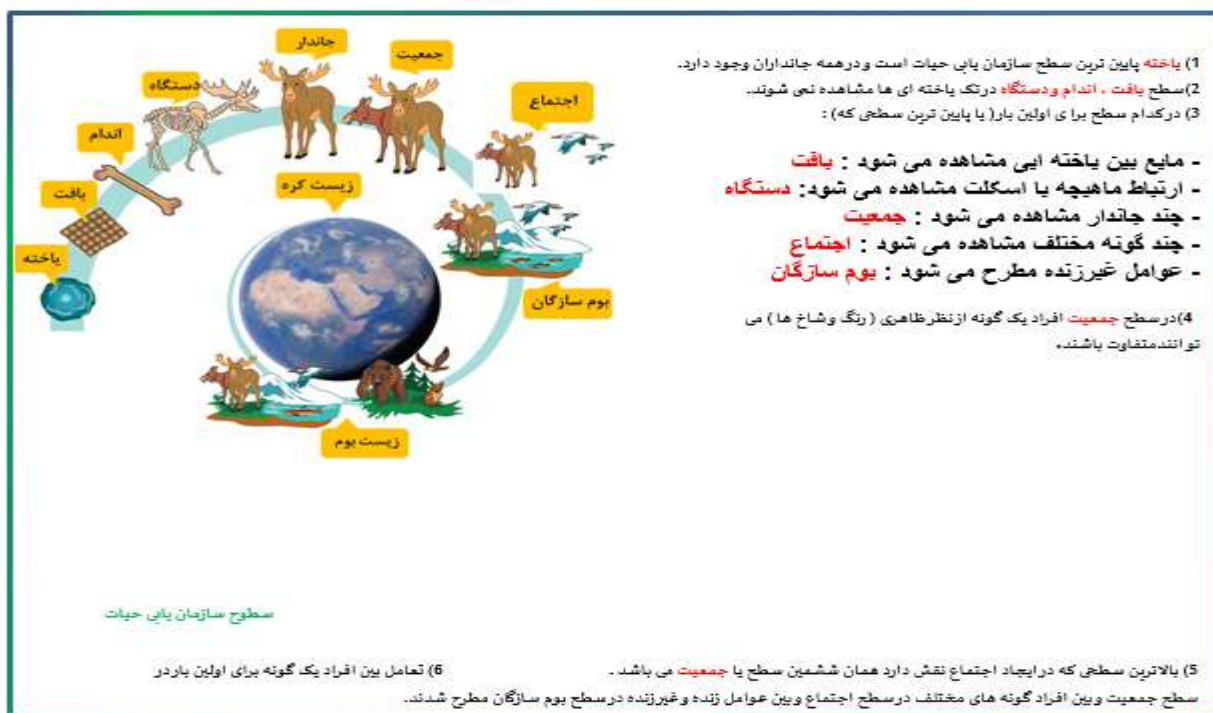 1) یاخته پایین ترین سطح سازمان یابی حیات است و درهمه جانداران وجود دارد.
2)سطح بافت ، اندام و دستگاه درتک یاخته ای ها مشاهده نمی شوند.
3) درکدام سطح برا ی اولین بار( یا پایین ترین سطحی که) :
- مایع بین یاخته ایی مشاهده می شود : بافت
- ارتباط ماهیچه با اسکلت مشاهده می شود: دستگاه
- چند جاندار مشاهده می شود : جمعیت
- چند گونه مختلف مشاهده می شود : اجتماع
- عوامل غیرزنده مطرح می شود : بوم سازگان
4)درسطح جمعیت افراد یک گونه ازنظرظاهری ( رنگ وشاخ ها ) می
توانندمتفاوت باشند.
یاخته
بافت
اندام
دستگاه
جاندار
جمعیت
اجتماع
بوم سازگان
زیست بوم
زیست کره
سطوح سازمان یابی حیات
5) بالاترین سطحی که درایجاد اجتماع نقش دارد همان ششمین سطح یا جمعیت می باشد . 6) تعامل بین افراد یک گونه برای اولین باردر
سطح جمعیت وبین افراد گونه های مختلف درسطح اجتماع وبین عوامل زنده وغیرزنده درسطح بوم سازگان مطرح شدند.